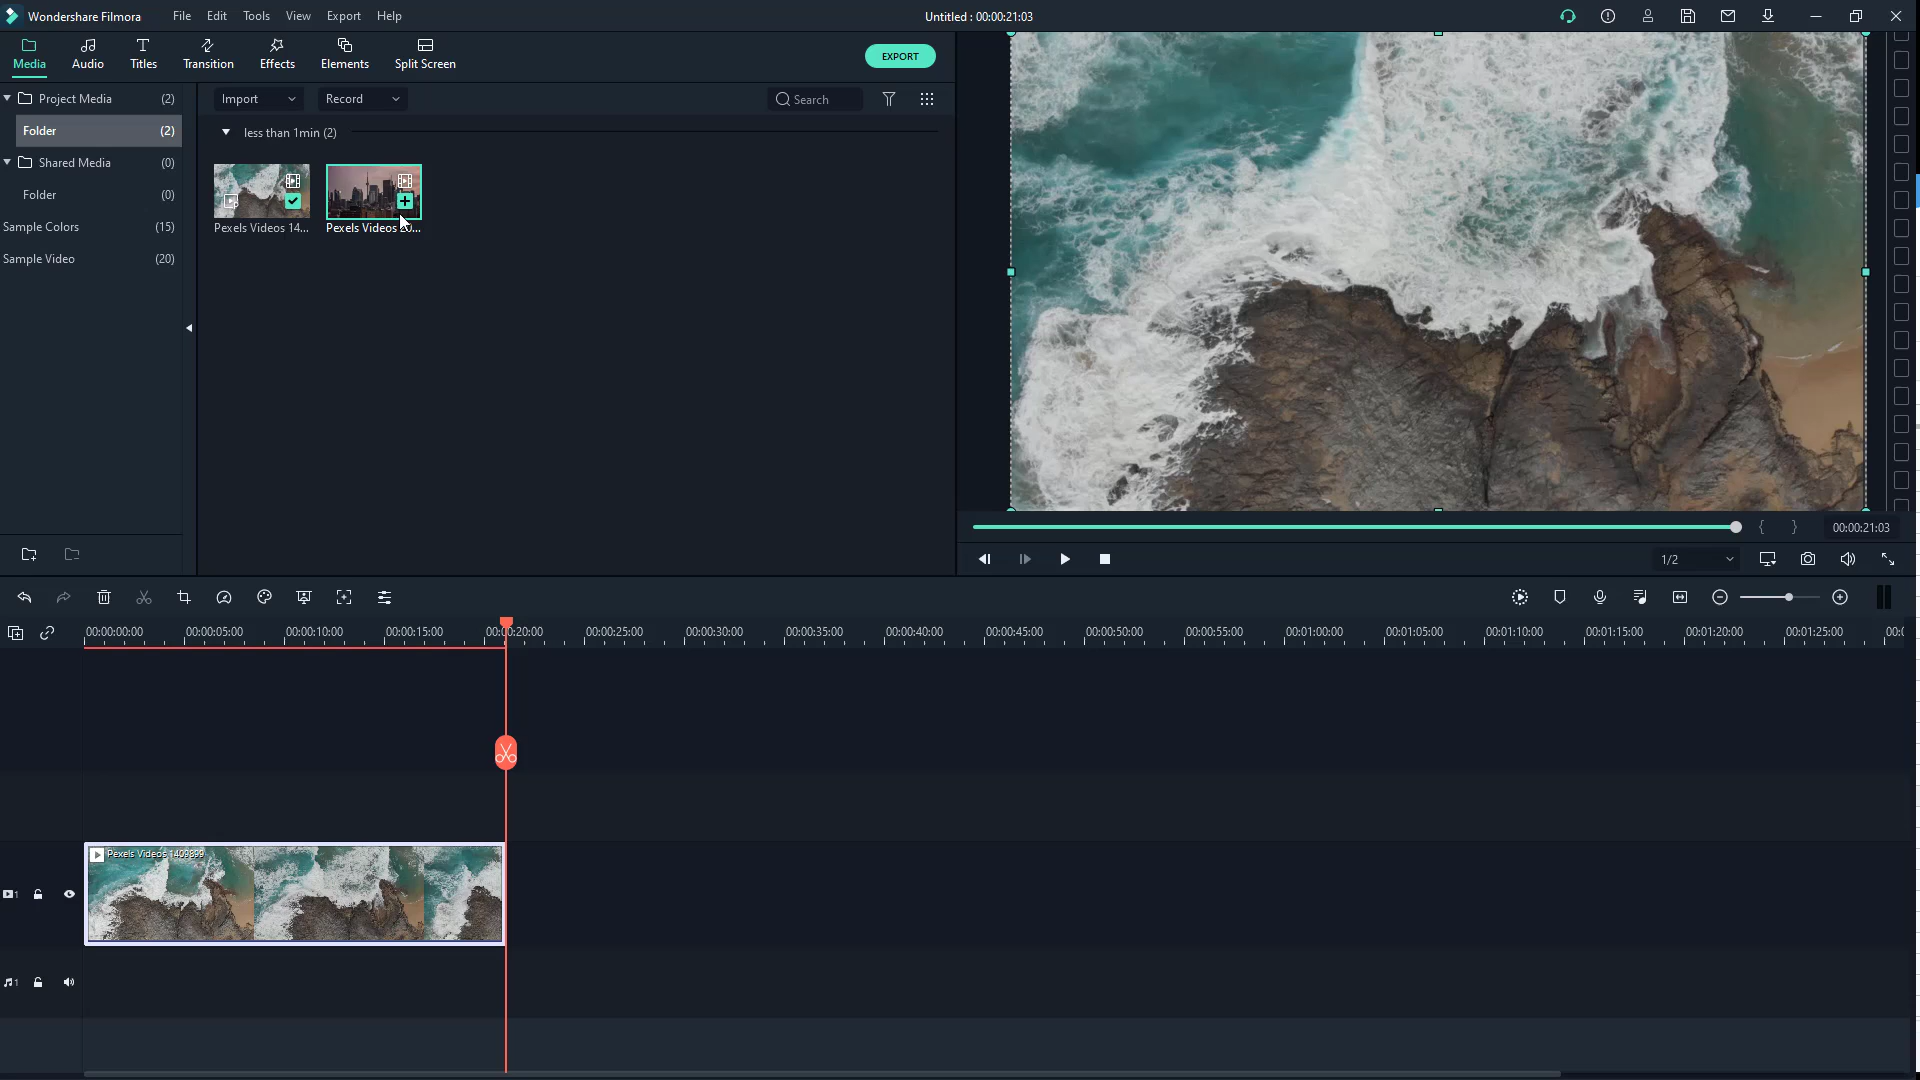 Wondershare Filmora File Edit Tools View Export Help Untitled : 00:00:21:03
Media Audio Titles Transition Effects Elements Split Screen EXPORT
Project Media (2) Import Record Search
Folder (2) less than 1min (2)
Shared Media (0)
Folder (0)
Sample Colors (15) Pexels Videos 14... Pexels Videos
Sample Video (20)
00:00:21:03
1/2
00:00:00:00 00:00:05:00 00:00:10:00 00:00:15:00 00:00:20:00 00:00:25:00 00:00:30:00 00:00:35:00 00:00:40:00 00:00:45:00 00:00:50:00 00:00:55:00 00:01:00:00 00:01:05:00 00:01:10:00 00:01:15:00 00:01:20:00 00:01:25:00
Pexels Videos 1409899
1
1